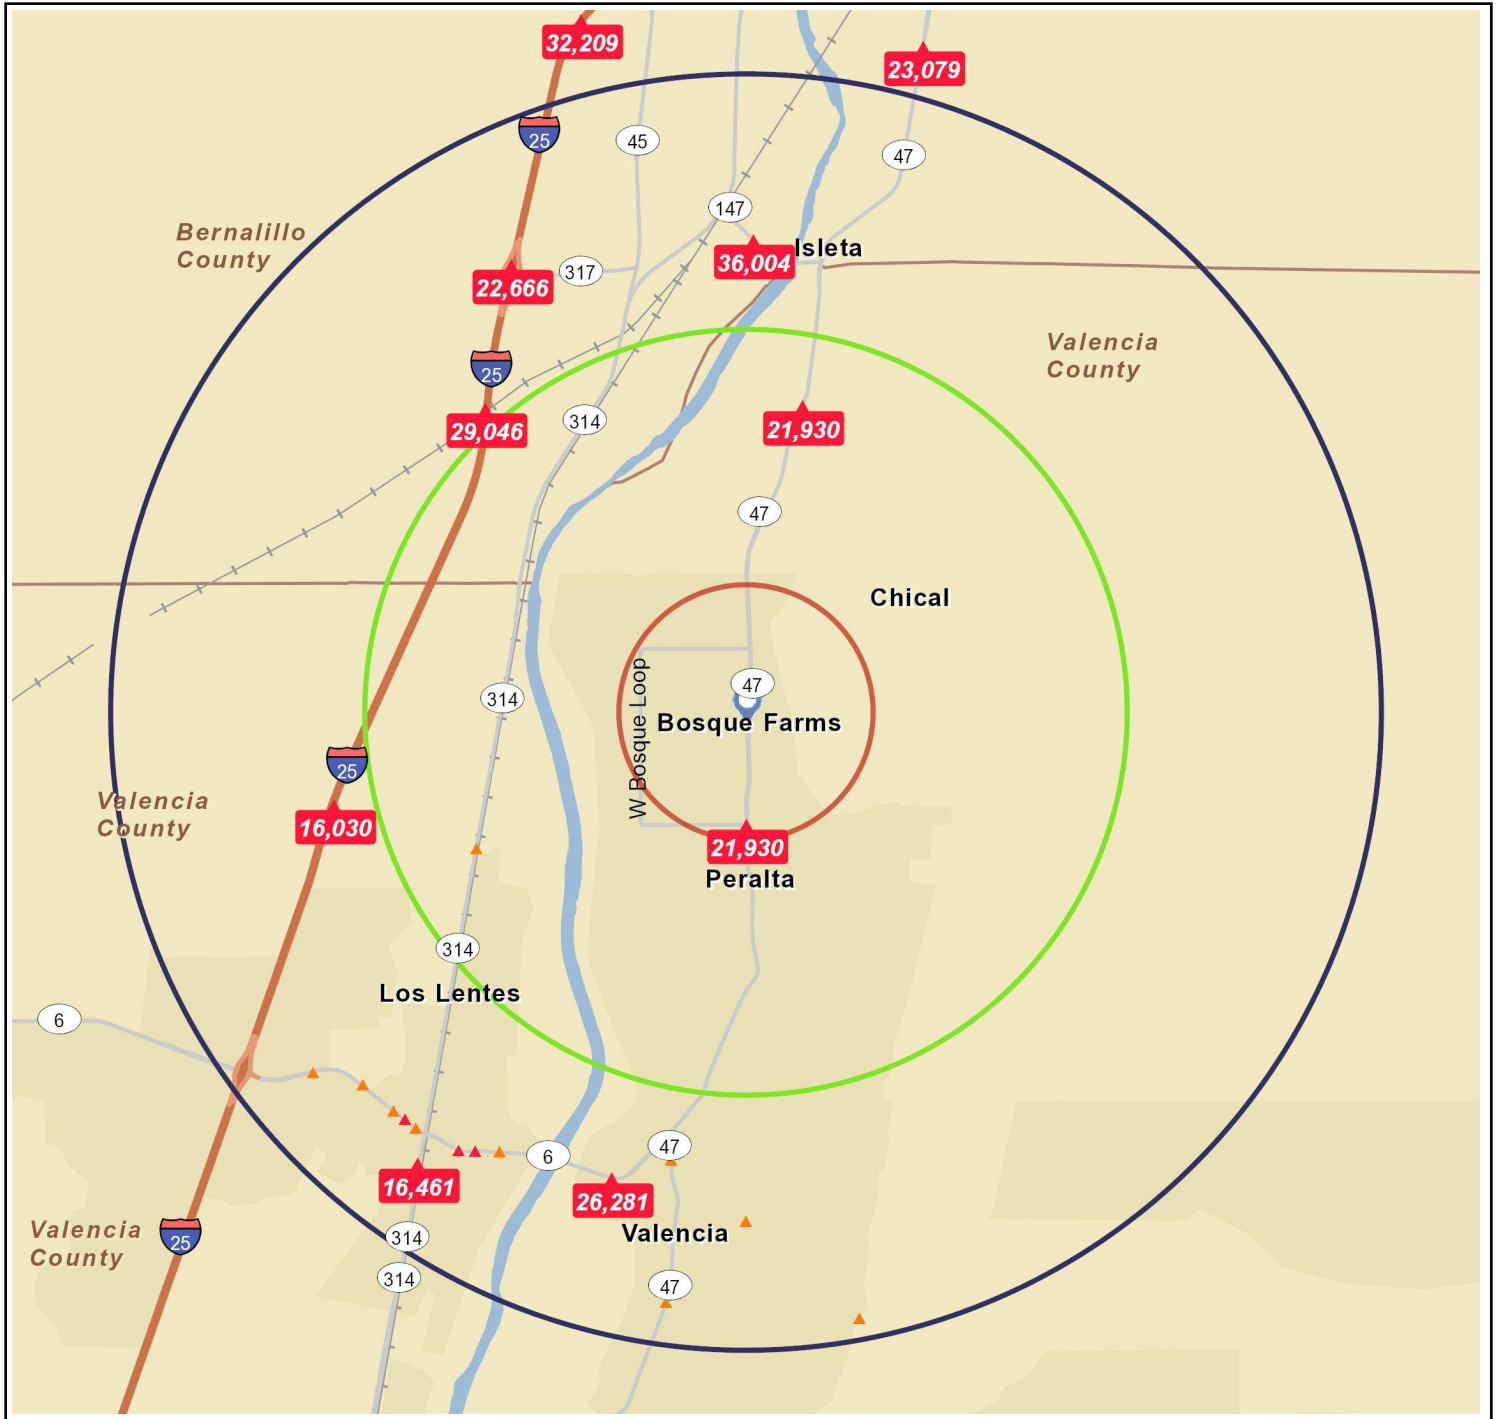 32,209
23,079
25
45
47
147
Bernalillo
County
Isleta
36,004
317
22,666
Valencia
County
25
314
29,046
21,930
47
Chical
47
314
W Bosque Loop
Bosque Farms
25
Valencia
County
16,030
21,930
Peralta
314
Los Lentes
6
47
6
16,461
26,281
Valencia
Valencia
County
25
314
314
47